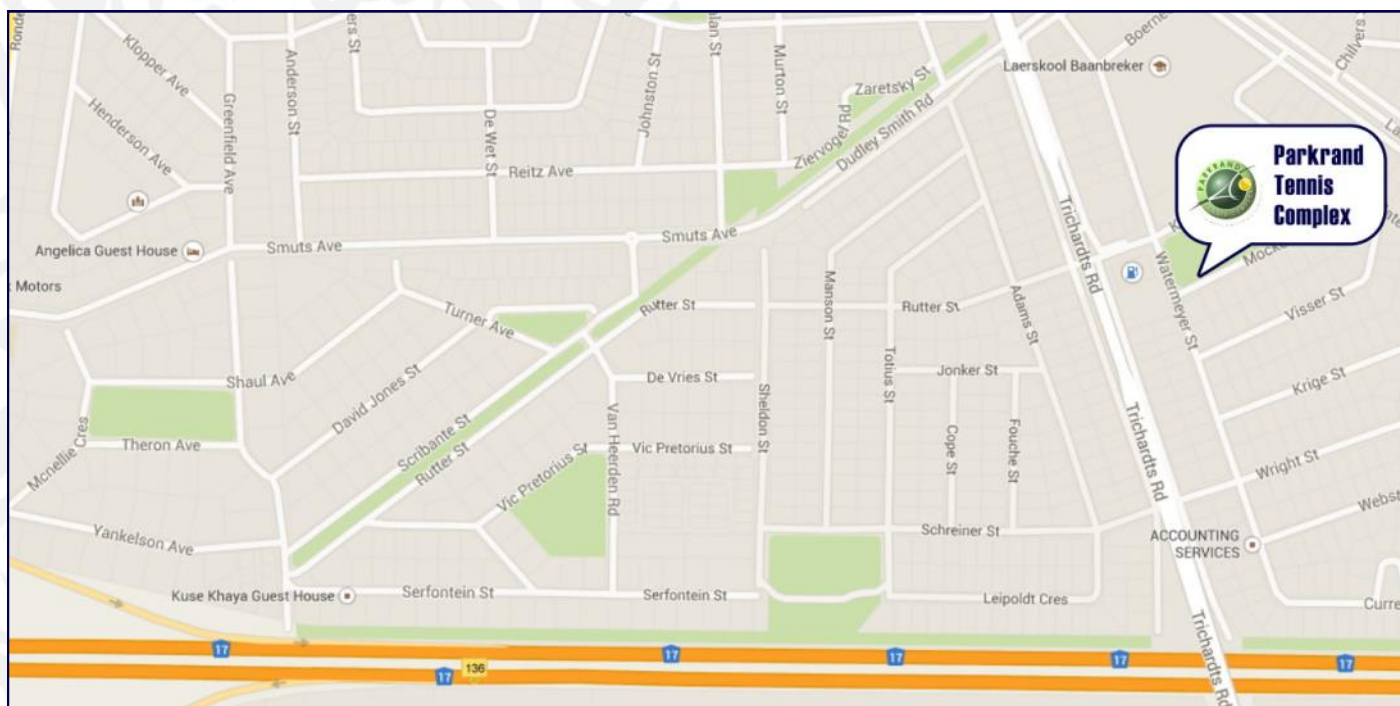 Klopper Ave
Henderson Ave
Greenfield Ave
Anderson St
De Wet St
Johnston St
Murton St
Zaretsky St
Ziervogel Rd
Dudley Smith Rd
Laerskool Baanbreker
Chilvers
Reitz Ave
Parkrand
Tennis
Complex
PARKRAND
Angelica Guest House
Smuts Ave
Smuts Ave
Motors
Trichardts Rd
Watermeyer St
Visser St
Turner Ave
Rutter St
Manson St
Rutter St
Adams St
Shaul Ave
David Jones St
De Vries St
Sheldon St
Totius St
Jonker St
Krige St
Mcnellie Cres
Theron Ave
Scribante St
Rutter St
Vic Pretorius St
Van Heerden Rd
Vic Pretorius St
Cope St
Fouche St
Trichardts Rd
Wright St
Yankelson Ave
Schreiner St
ACCOUNTING
SERVICES
Kuse Khaya Guest House
Serfontein St
Serfontein St
Leipoldt Cres
Trichardts Rd
17
17
17
17
17
136
17